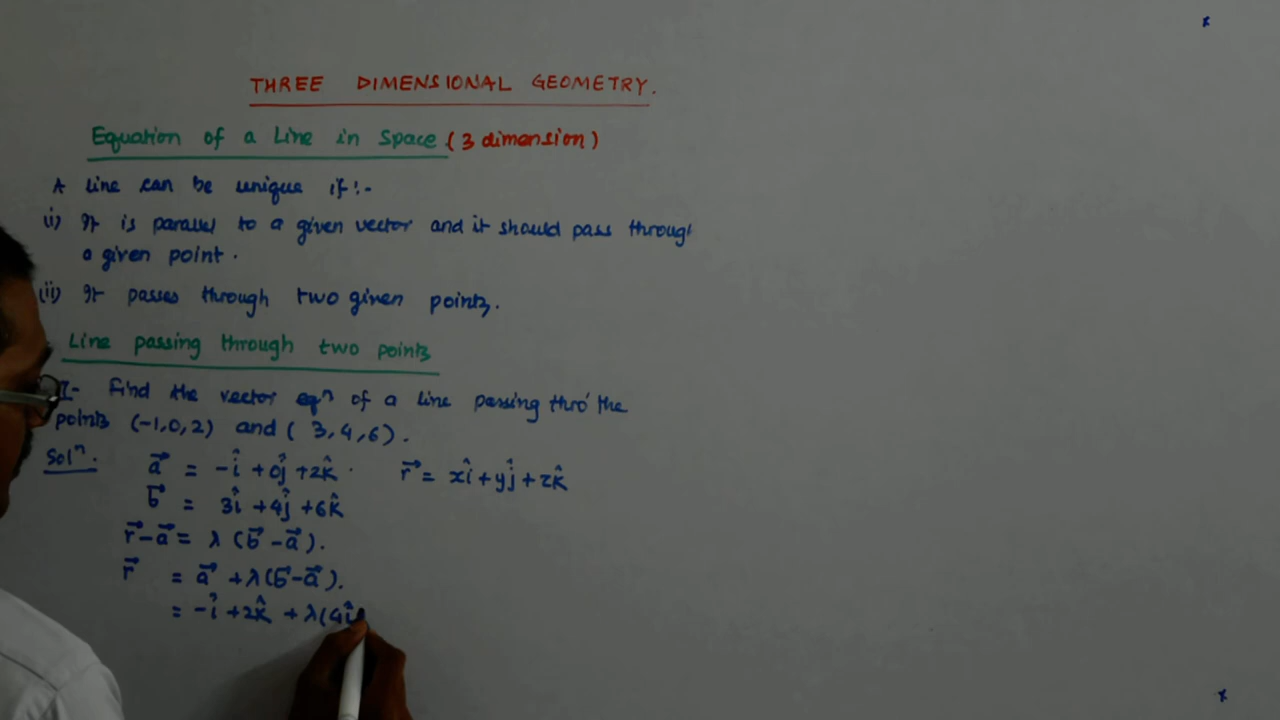 THREE DIMENSIONAL GEOMETRY.
Equation of a Line in Space (3 dimension)
A line can be unique if :-
(i) It is parallel to a given vector and it should pass through
a given point.
(ii) It passes through two given points.
Line passing through two points
Find the vector eqⁿ of a line passing thro' the
points (-1,0,2) and (3,4,6).
Solⁿ. a⃗ = -î + 0ĵ + 2k̂. r⃗ = xî + yĵ + zk̂
b⃗ = 3î + 4ĵ + 6k̂
r⃗ - a⃗ = λ (b⃗ - a⃗).
r⃗ = a⃗ + λ(b⃗ - a⃗).
= -î + 2k̂ + λ(4î